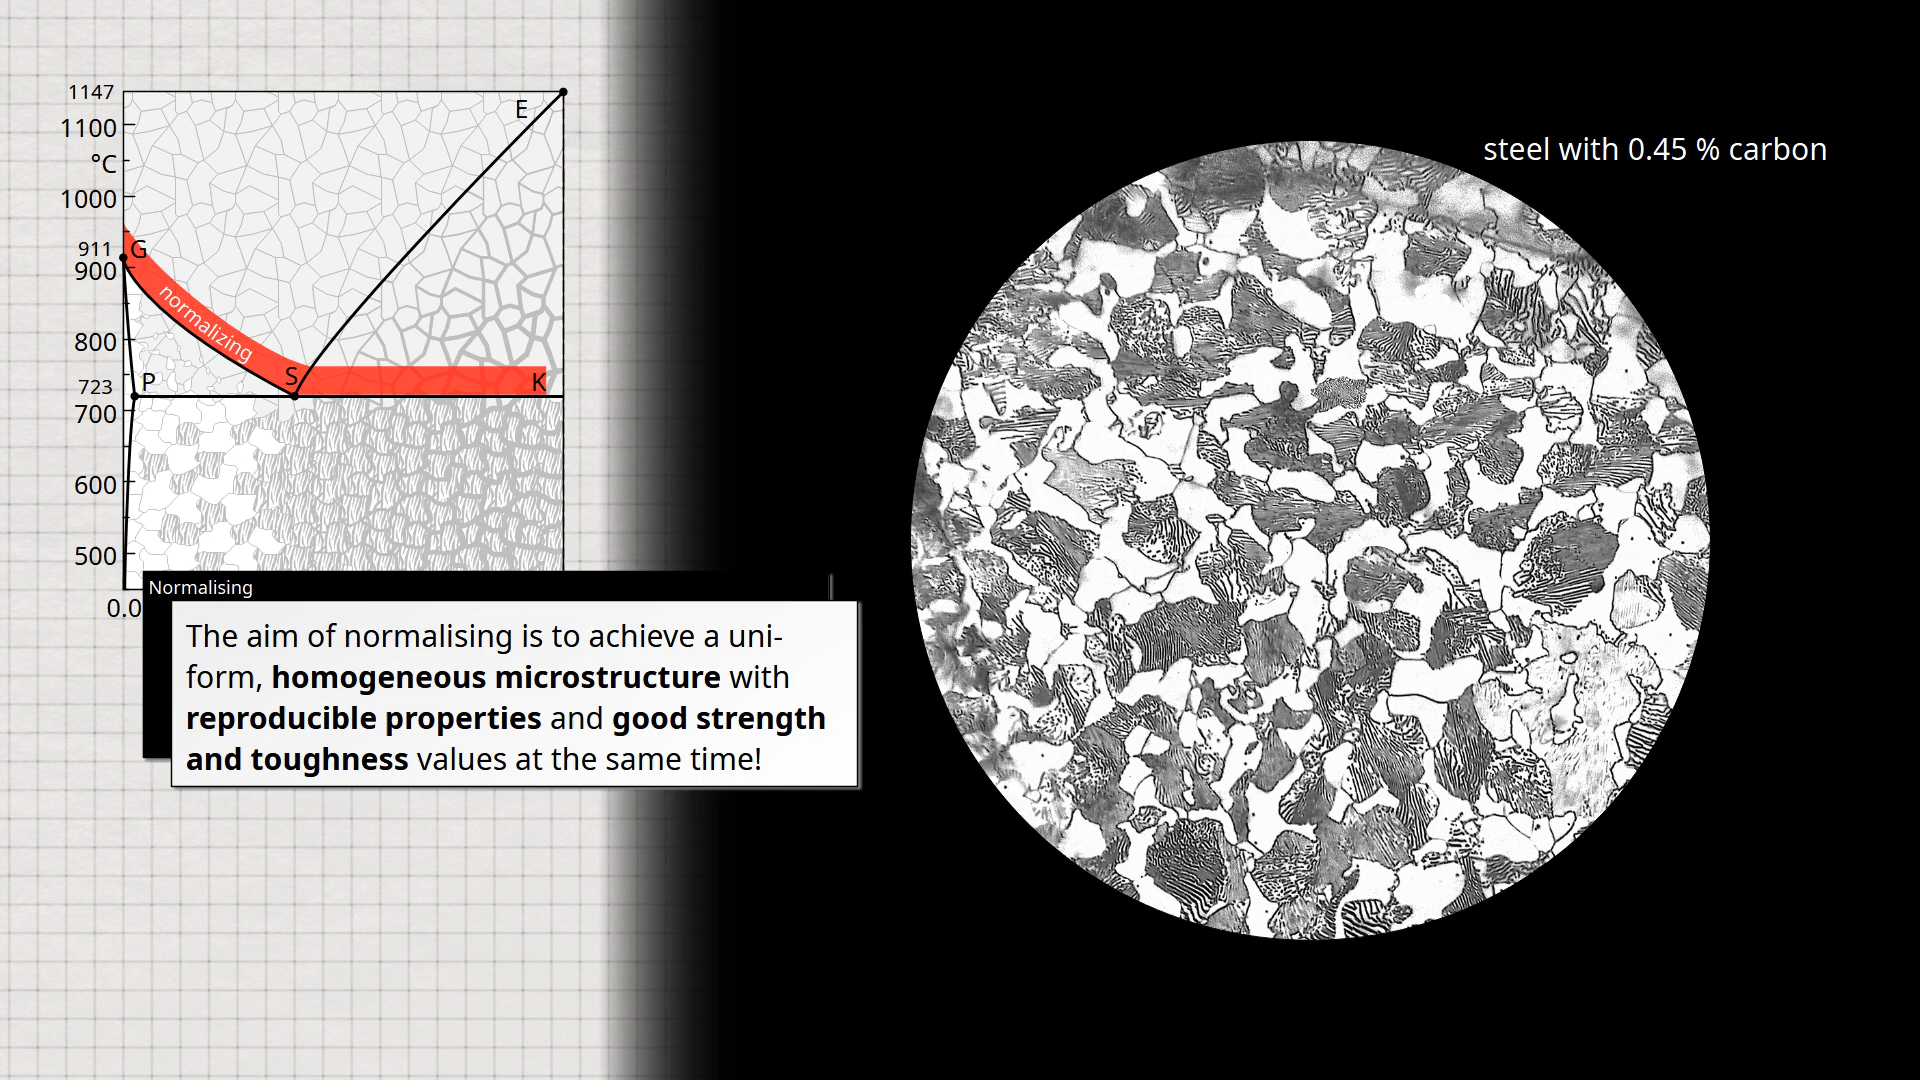 1147
E
1100
°C
1000
911
G
900
normalizing
800
S
P
K
723
700
600
500
0.0
Normalising
The aim of normalising is to achieve a uni-
form, homogeneous microstructure with
reproducible properties and good strength
and toughness values at the same time!
steel with 0.45 % carbon